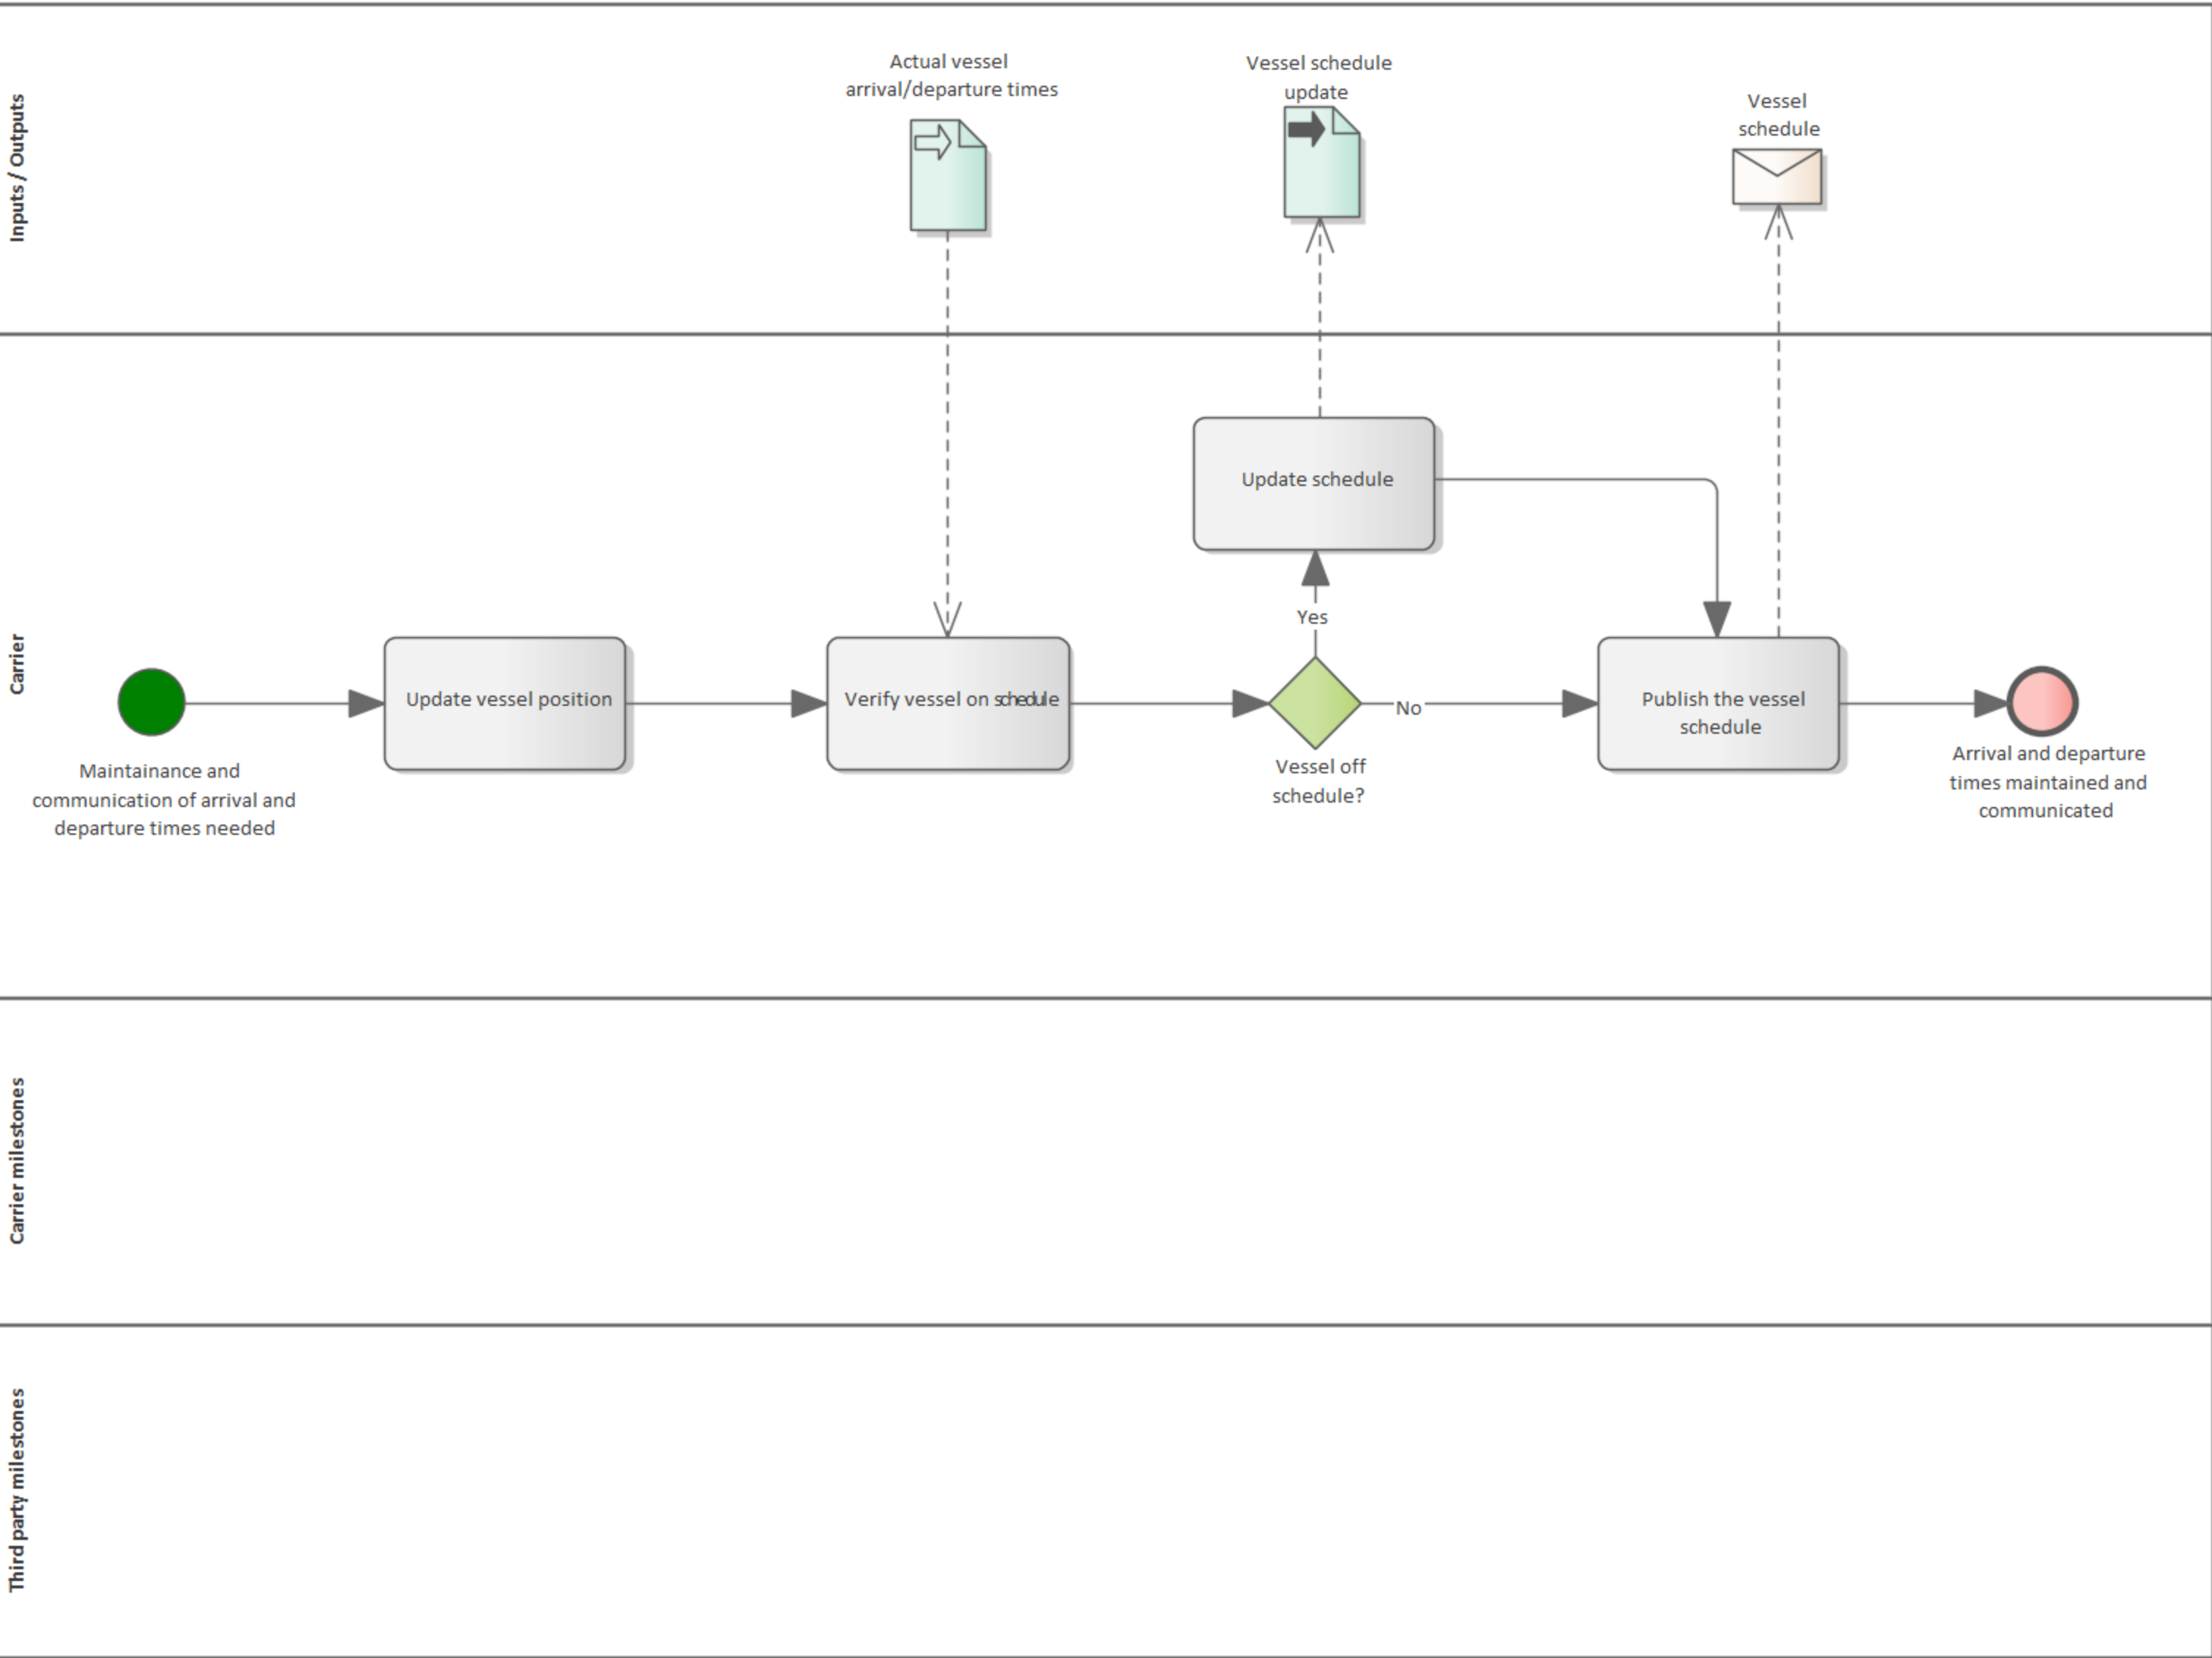 Inputs / Outputs
Actual vessel
arrival/departure times
Vessel schedule
update
Vessel
schedule
Carrier
Update schedule
Yes
Update vessel position
Verify vessel on schedule
No
Publish the vessel
schedule
Maintainance and
communication of arrival and
departure times needed
Vessel off
schedule?
Arrival and departure
times maintained and
communicated
Carrier milestones
Third party milestones